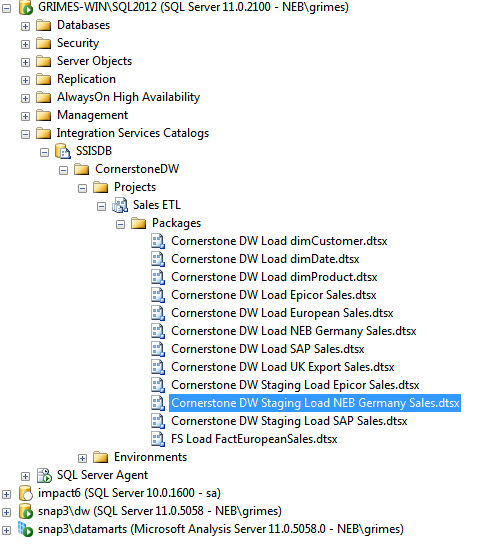 GRIMES-WIN\SQL2012 (SQL Server 11.0.2100 - NEB\grimes)
Databases
Security
Server Objects
Replication
AlwaysOn High Availability
Management
Integration Services Catalogs
SSISDB
CornerstoneDW
Projects
Sales ETL
Packages
Cornerstone DW Load dimCustomer.dtsx
Cornerstone DW Load dimDate.dtsx
Cornerstone DW Load dimProduct.dtsx
Cornerstone DW Load Epicor Sales.dtsx
Cornerstone DW Load European Sales.dtsx
Cornerstone DW Load NEB Germany Sales.dtsx
Cornerstone DW Load SAP Sales.dtsx
Cornerstone DW Load UK Export Sales.dtsx
Cornerstone DW Staging Load Epicor Sales.dtsx
Cornerstone DW Staging Load NEB Germany Sales.dtsx
Cornerstone DW Staging Load SAP Sales.dtsx
FS Load FactEuropeanSales.dtsx
Environments
SQL Server Agent
impact6 (SQL Server 10.0.1600 - sa)
snap3\dw (SQL Server 11.0.5058 - NEB\grimes)
snap3\datamarts (Microsoft Analysis Server 11.0.5058.0 - NEB\grimes)